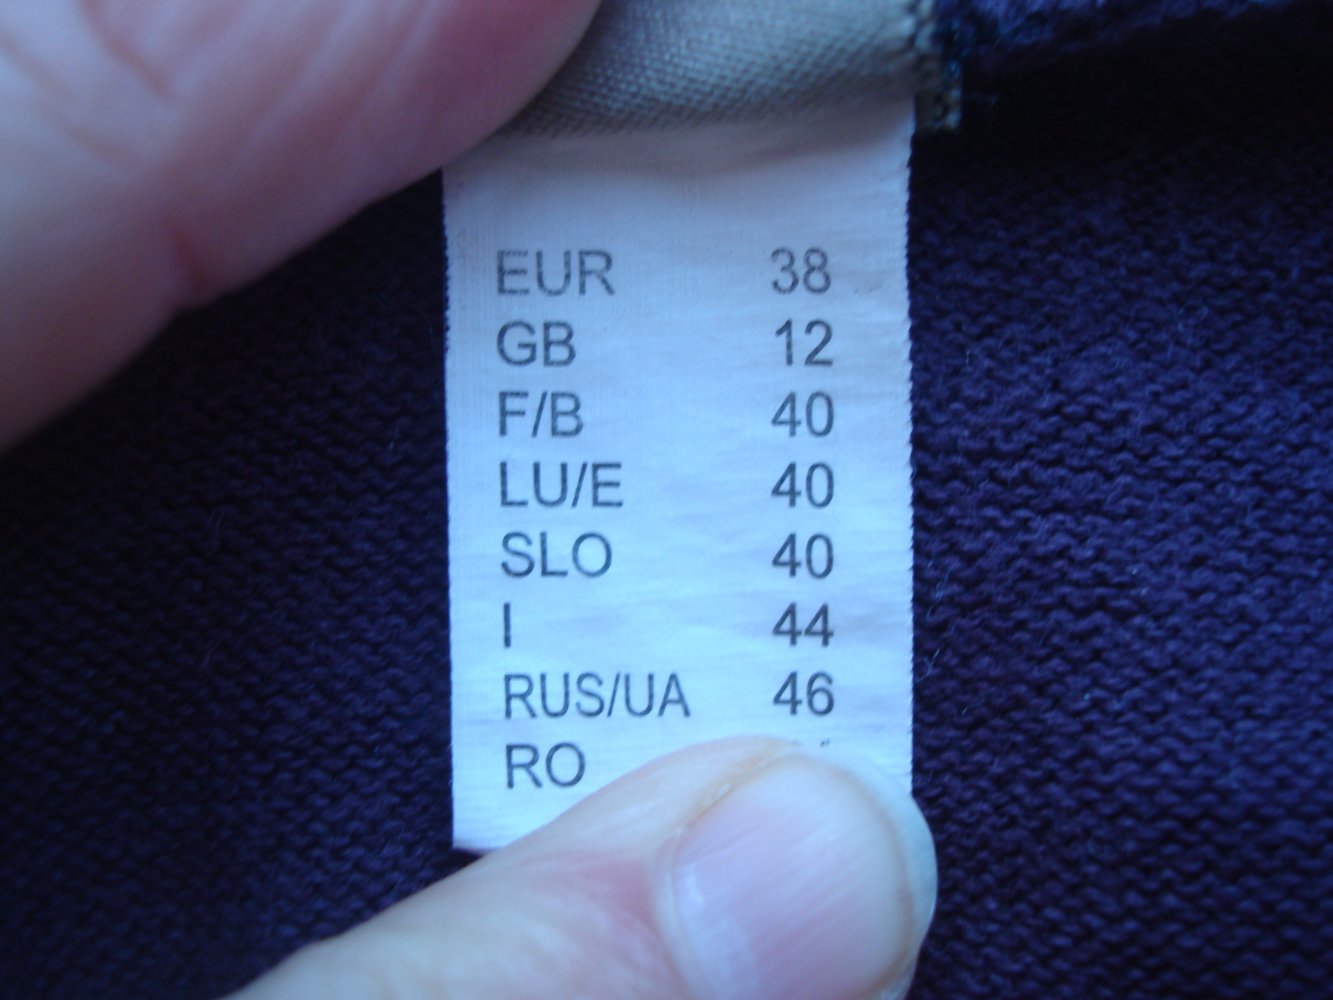 EUR 38
GB 12
F/B 40
LU/E 40
SLO 40
I 44
RUS/UA 46
RO